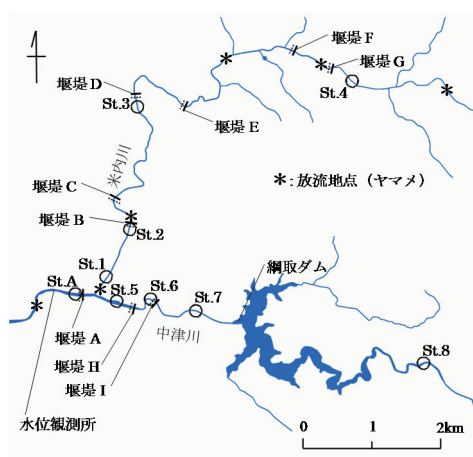 堰堤 F
堰堤 G
St.4
堰堤 D
St.3
堰堤 E
米内川
*:放流地点（ヤマメ）
堰堤 C
堰堤 B
St.2
St.1
St.A
St.5
St.6
St.7
綱取ダム
堰堤 A
中津川
堰堤 H
堰堤 I
St.8
水位観測所
0 1 2km